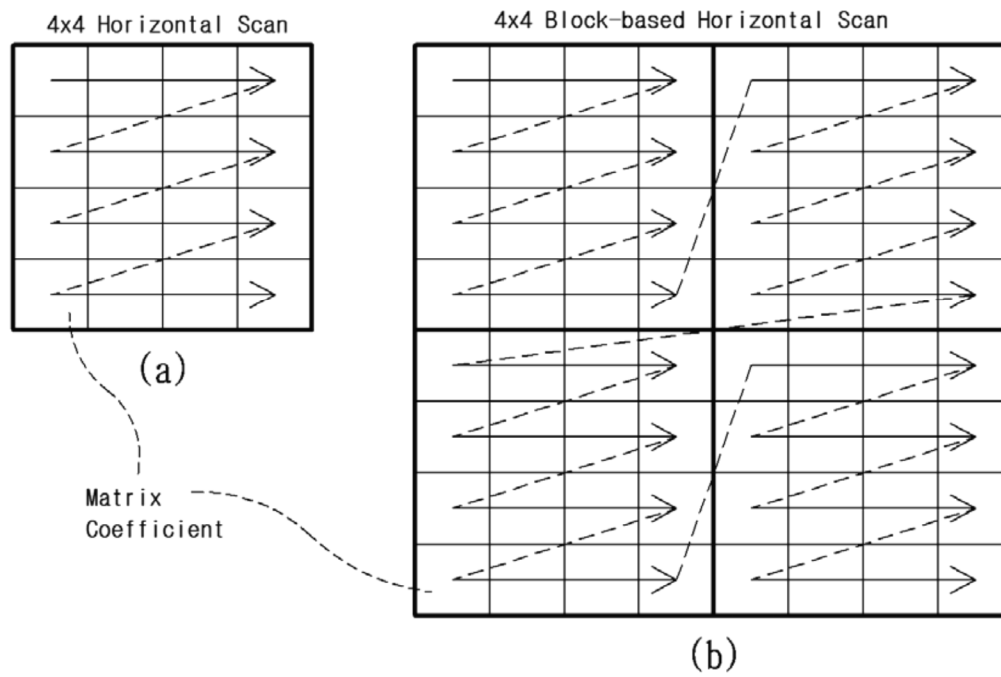 4x4 Horizontal Scan
4x4 Block-based Horizontal Scan
(a)
Matrix
Coefficient
(b)